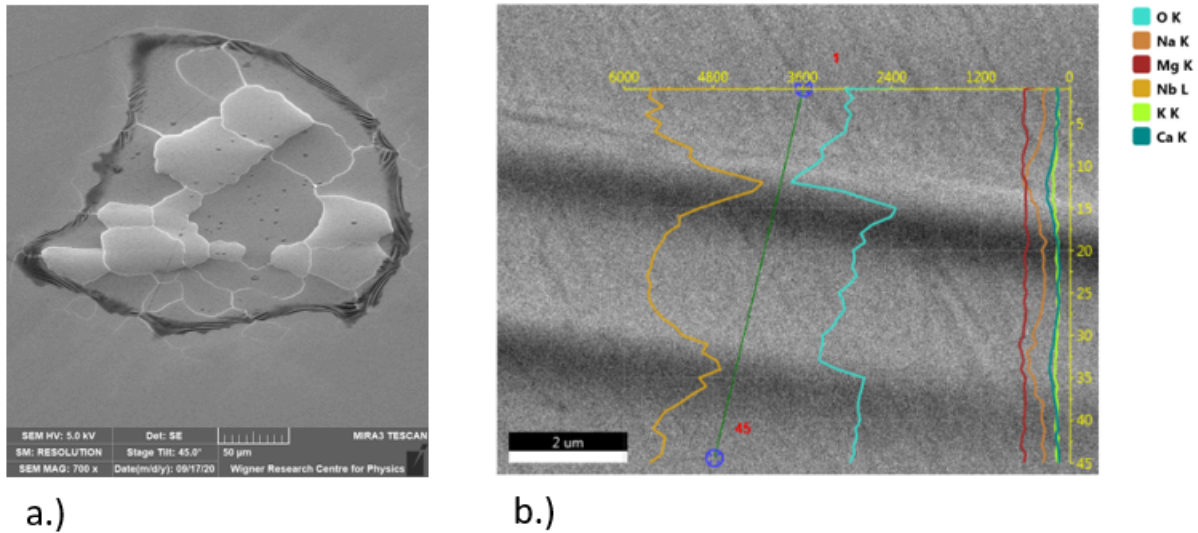 SEM HV: 5.0 kV Det: SE MIRA3 TESCAN
SM: RESOLUTION Stage Tilt: 45.0° 50 µm
SEM MAG: 700 x Date(m/d/y): 09/17/20 Wigner Research Centre for Physics
a.)
1
6000 4800 3600 2400 1200 0
5
10
15
20
25
30
35
40
45
45
2 um
O K
Na K
Mg K
Nb L
K K
Ca K
b.)